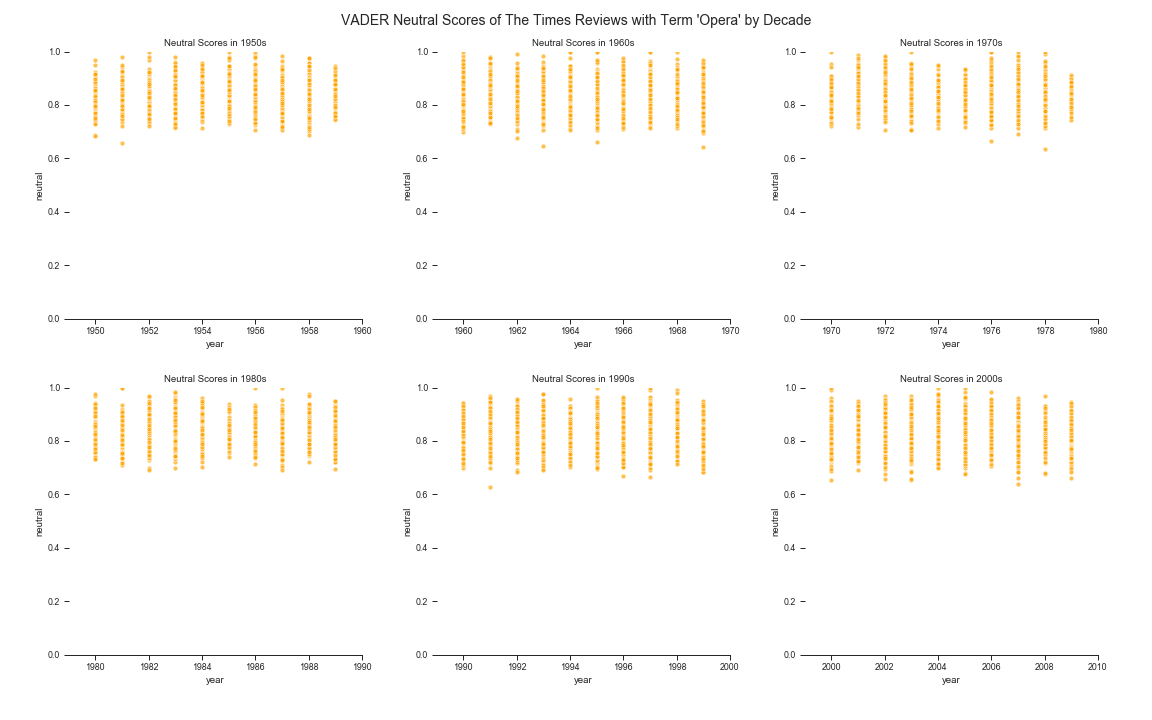 VADER Neutral Scores of The Times Reviews with Term 'Opera' by Decade
Neutral Scores in 1950s
1.0
0.8
0.6
0.4
0.2
0.0
neutral
1950 1952 1954 1956 1958 1960
year
Neutral Scores in 1960s
1.0
0.8
0.6
0.4
0.2
0.0
neutral
1960 1962 1964 1966 1968 1970
year
Neutral Scores in 1970s
1.0
0.8
0.6
0.4
0.2
0.0
neutral
1970 1972 1974 1976 1978 1980
year
Neutral Scores in 1980s
1.0
0.8
0.6
0.4
0.2
0.0
neutral
1980 1982 1984 1986 1988 1990
year
Neutral Scores in 1990s
1.0
0.8
0.6
0.4
0.2
0.0
neutral
1990 1992 1994 1996 1998 2000
year
Neutral Scores in 2000s
1.0
0.8
0.6
0.4
0.2
0.0
neutral
2000 2002 2004 2006 2008 2010
year